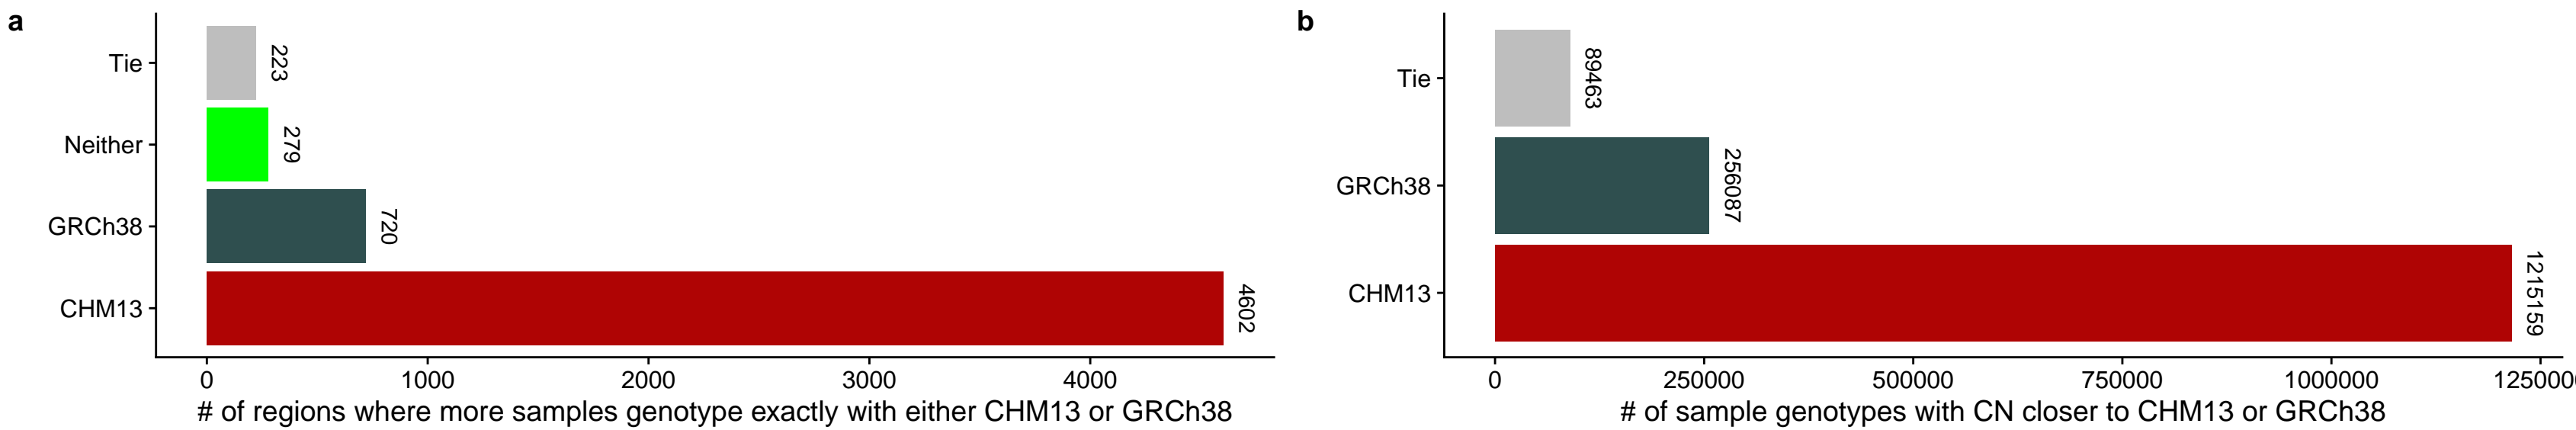 a
Tie
223
Neither
279
GRCh38
720
CHM13
4602
0 1000 2000 3000 4000
# of regions where more samples genotype exactly with either CHM13 or GRCh38
b
Tie
89463
GRCh38
256087
CHM13
1215159
0 250000 500000 750000 1000000 125000
# of sample genotypes with CN closer to CHM13 or GRCh38